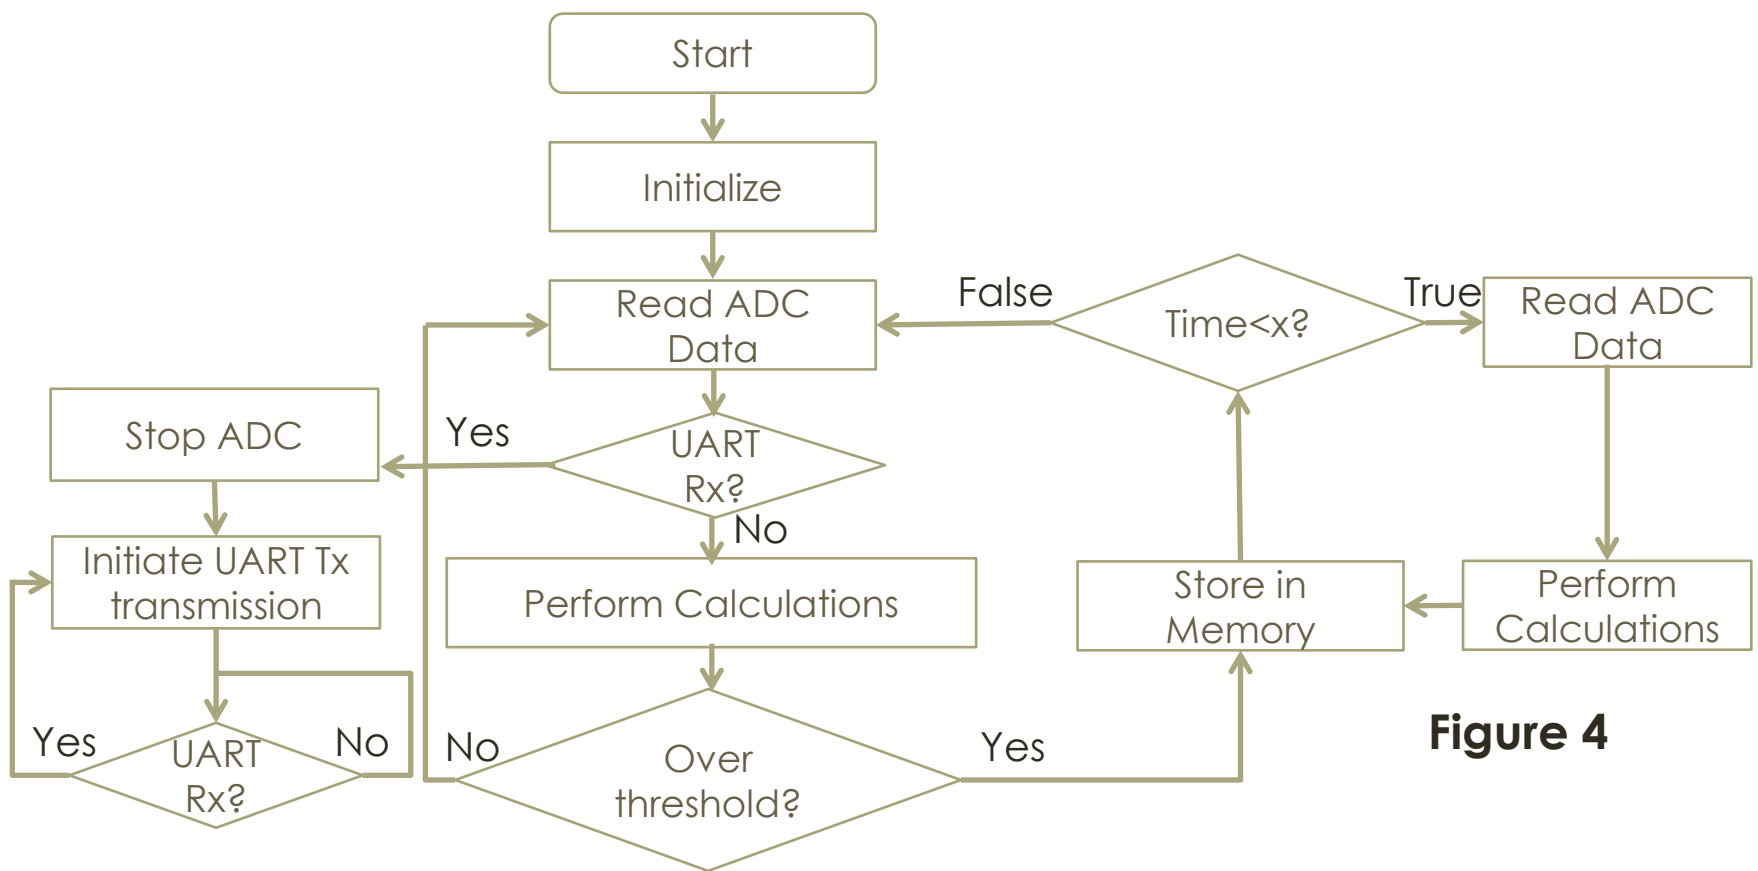 Start
Initialize
Read ADC
Data
False
Time<x?
True
Read ADC
Data
Stop ADC
Yes
UART
Rx?
No
Initiate UART Tx
transmission
Perform Calculations
Store in
Memory
Perform
Calculations
Yes
UART
Rx?
No
No
Over
threshold?
Yes
Figure 4